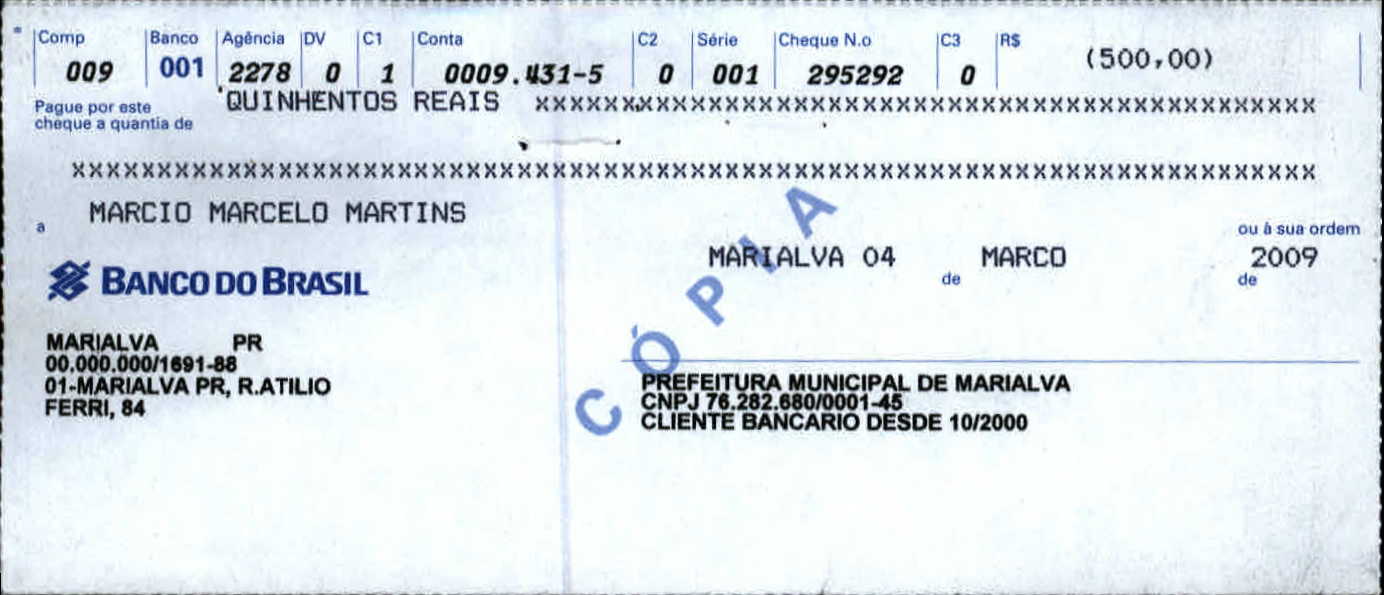 Comp Banco Agência DV C1 Conta C2 Série Cheque N.o C3 R$ (500,00)
009 001 2278 0 1 0009.431-5 0 001 295292 0
Pague por este QUINHENTOS REAIS xxxxxxxxxxxxxxxxxxxxxxxxxxxxxxxxxxxxxxxxxxxxxx
cheque a quantia de
xxxxxxxxxxxxxxxxxxxxxxxxxxxxxxxxxxxxxxxxxxxxxxxxxxxxxxxxxxxxxxxxxxxxxxxxx
a MARCIO MARCELO MARTINS
ou à sua ordem
MARIALVA 04 de MARCO de 2009
BANCO DO BRASIL
CÓPIA
MARIALVA PR
00.000.000/1691-88
01-MARIALVA PR, R.ATILIO
FERRI, 84
PREFEITURA MUNICIPAL DE MARIALVA
CNPJ 76.282.680/0001-45
CLIENTE BANCARIO DESDE 10/2000